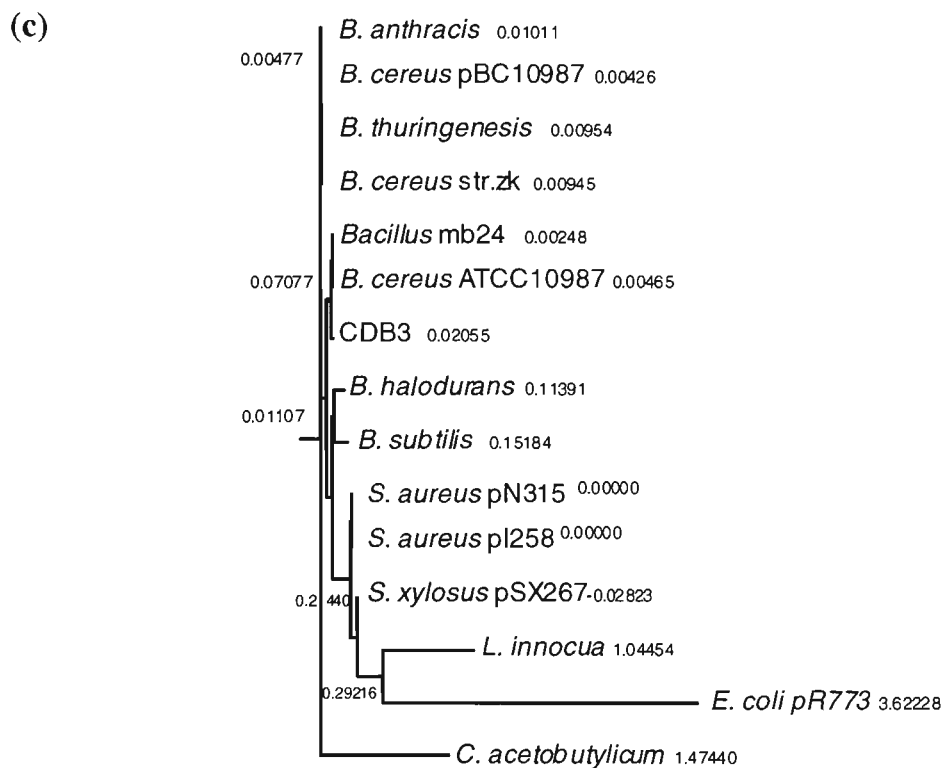 (c)
B. anthracis 0.01011
0.00477
B. cereus pBC10987 0.00426
B. thuringenesis 0.00954
B. cereus str.zk 0.00945
Bacillus mb24 0.00248
0.07077
B. cereus ATCC10987 0.00465
CDB3 0.02055
B. halodurans 0.11391
0.01107
B. subtilis 0.15184
S. aureus pN315 0.00000
S. aureus pI258 0.00000
S. xylosus pSX267-0.02823
0.21440
L. innocua 1.04454
0.29216
E. coli pR773 3.62228
C. acetobutylicum 1.47440